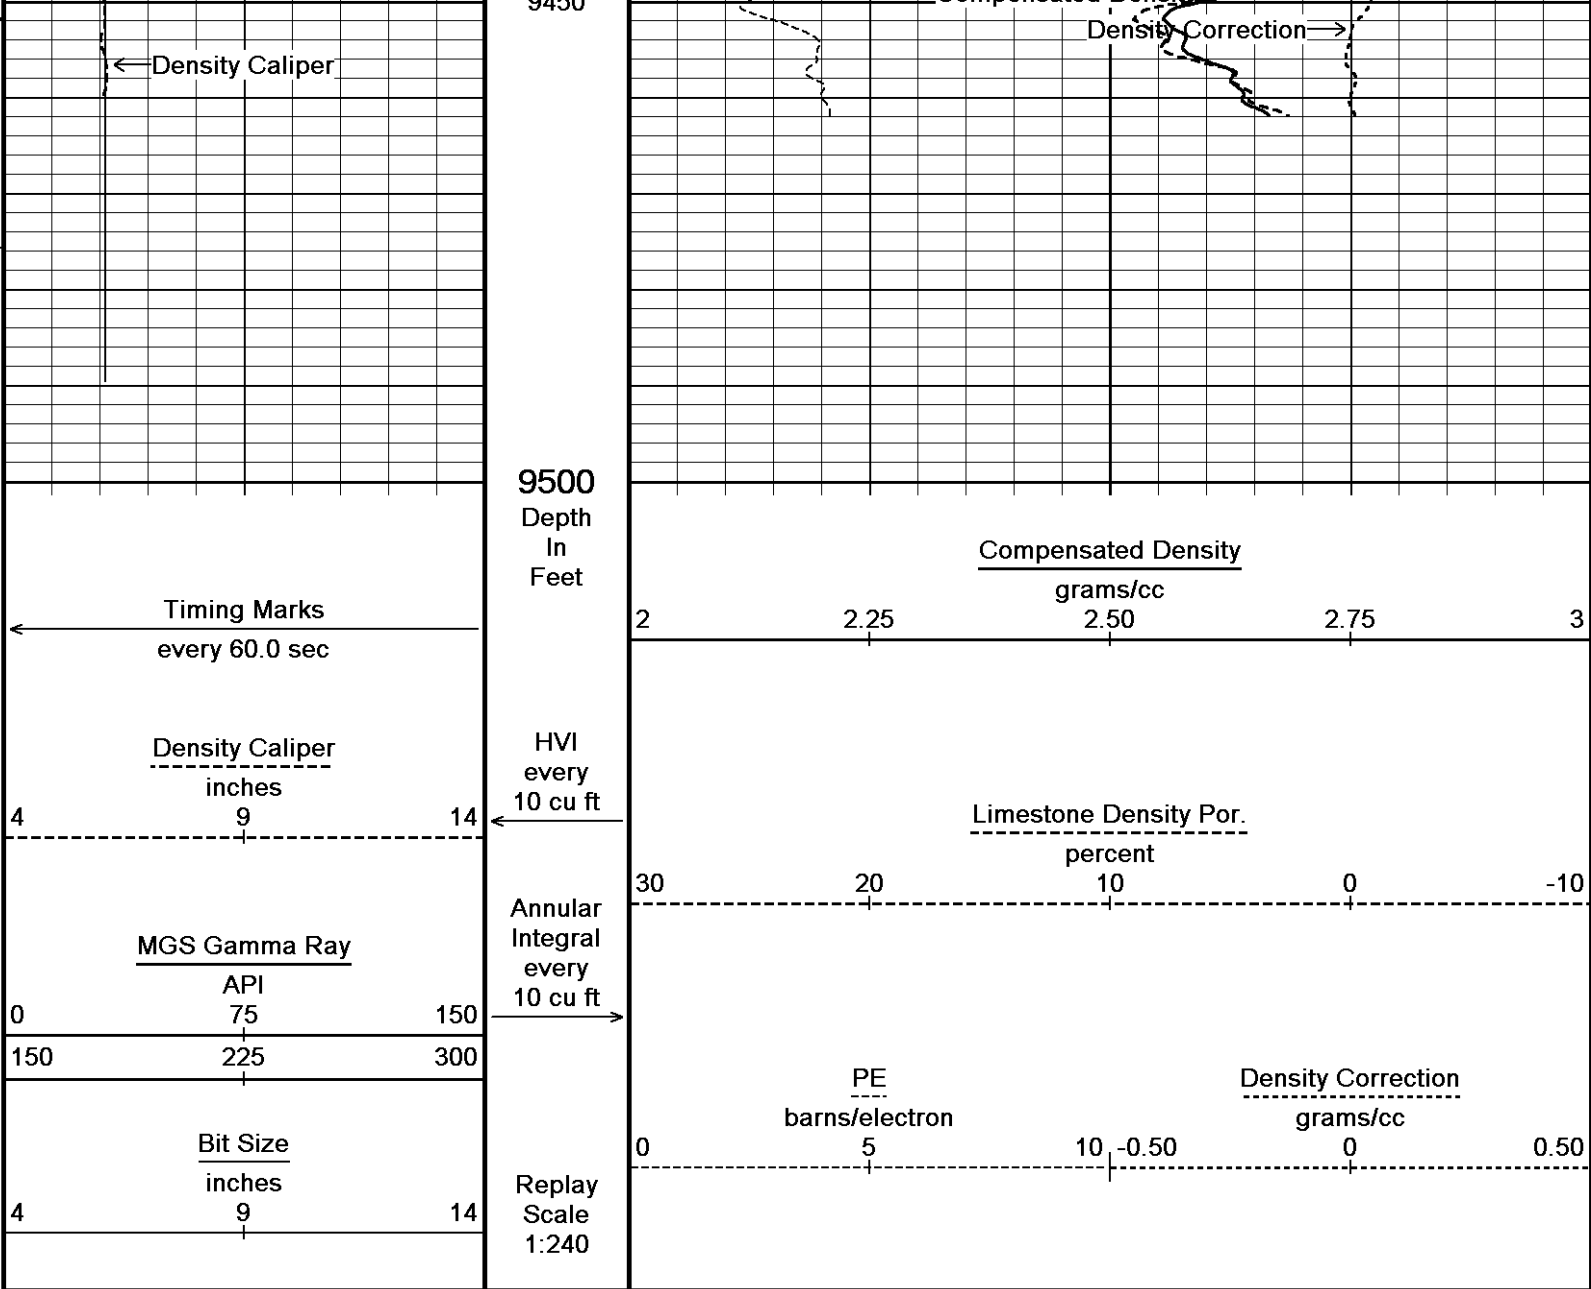 9450
Compensated Density
Density Correction
Density Caliper
9500
Depth
In
Feet
Compensated Density
grams/cc
2 2.25 2.50 2.75 3
Timing Marks
every 60.0 sec
Density Caliper
inches
4 9 14
HVI
every
10 cu ft
Limestone Density Por.
percent
30 20 10 0 -10
Annular
Integral
every
10 cu ft
MGS Gamma Ray
API
0 75 150
150 225 300
PE
barns/electron
0 5 10
Density Correction
grams/cc
-0.50 0 0.50
Bit Size
inches
4 9 14
Replay
Scale
1:240